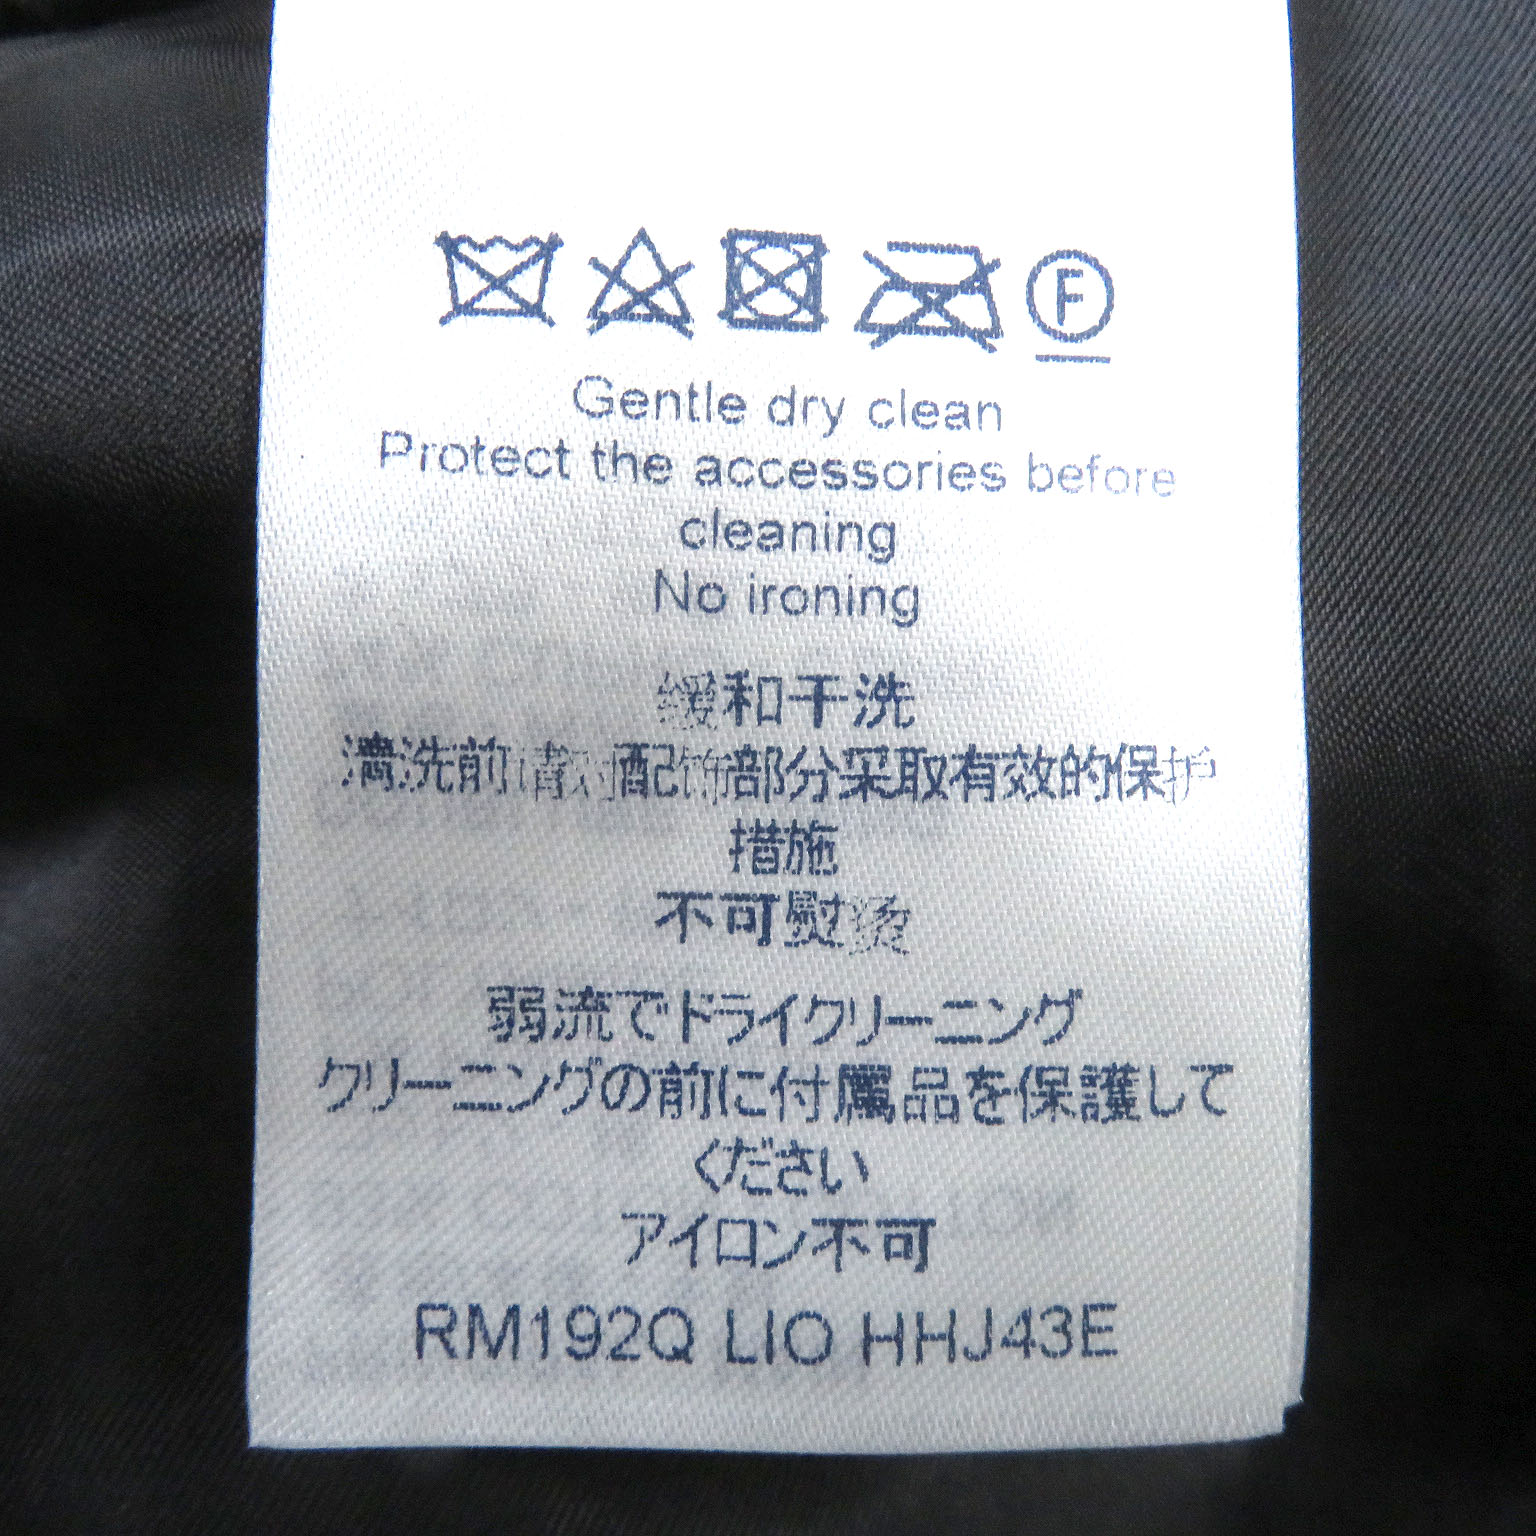 F
Gentle dry clean
Protect the accessories before
cleaning
No ironing
缓和干洗
清洗前请对配饰部分采取有效的保护
措施
不可熨烫
弱流でドライクリーニング
クリーニングの前に付属品を保護して
ください
アイロン不可
RM192Q LIO HHJ43E